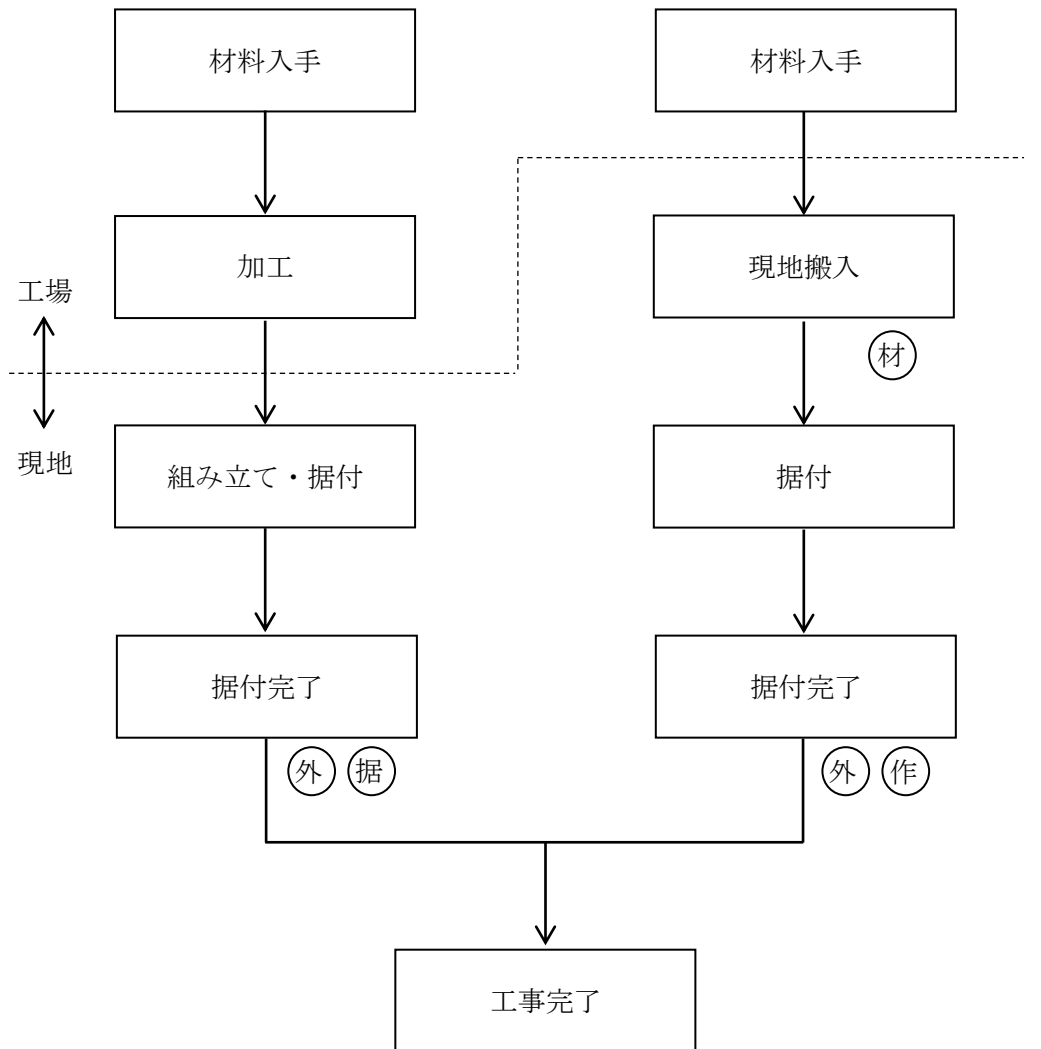 材料入手
材料入手
加工
現地搬入
工場
材
現地
組み立て・据付
据付
据付完了
据付完了
外 据
外 作
工事完了